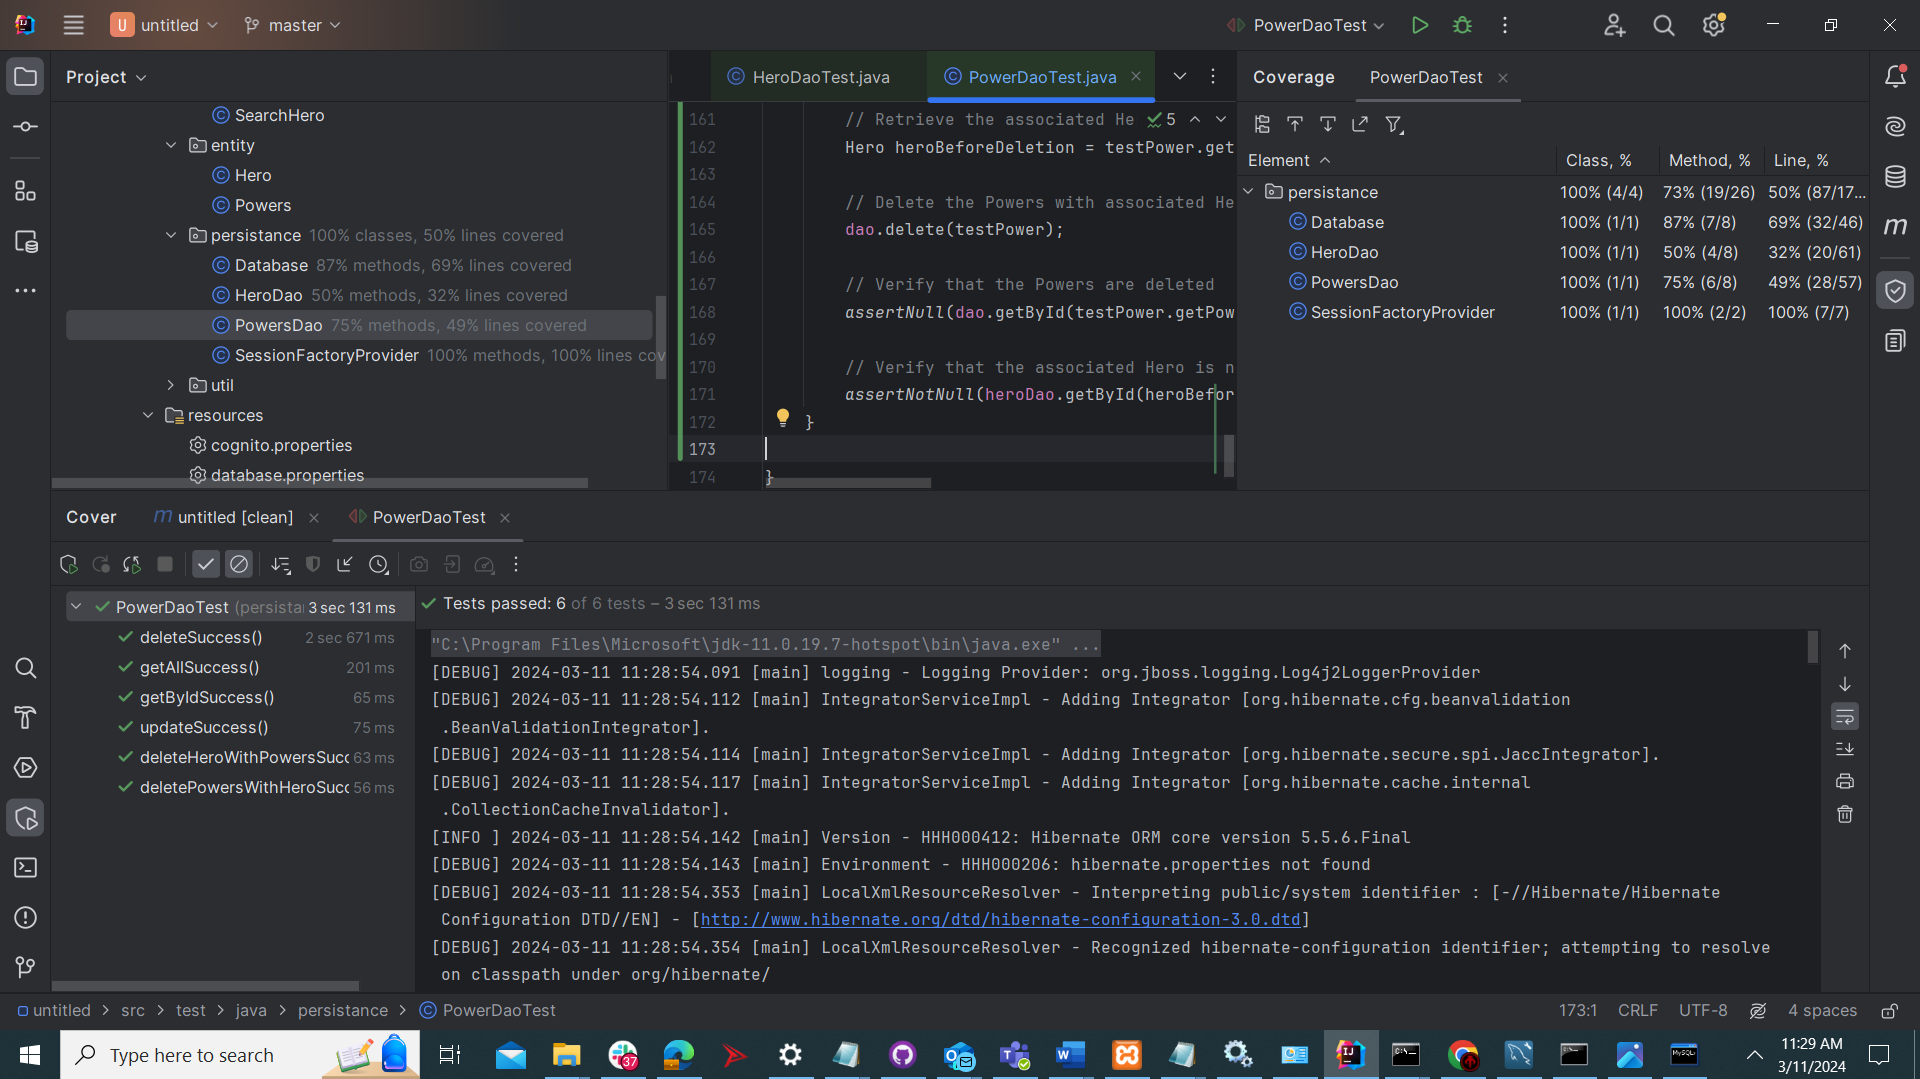 U untitled master
PowerDaoTest
Project
SearchHero
entity
Hero
Powers
persistance 100% classes, 50% lines covered
Database 87% methods, 69% lines covered
HeroDao 50% methods, 32% lines covered
PowersDao 75% methods, 49% lines covered
SessionFactoryProvider 100% methods, 100% lines cov
util
resources
cognito.properties
database.properties
HeroDaoTest.java PowerDaoTest.java
161 // Retrieve the associated He 5
162 Hero heroBeforeDeletion = testPower.get
163
164 // Delete the Powers with associated He
165 dao.delete(testPower);
166
167 // Verify that the Powers are deleted
168 assertNull(dao.getById(testPower.getPow
169
170 // Verify that the associated Hero is n
171 assertNotNull(heroDao.getById(heroBefor
172 }
173
174 }
Coverage PowerDaoTest
Element Class, % Method, % Line, %
persistance 100% (4/4) 73% (19/26) 50% (87/17...
Database 100% (1/1) 87% (7/8) 69% (32/46)
HeroDao 100% (1/1) 50% (4/8) 32% (20/61)
PowersDao 100% (1/1) 75% (6/8) 49% (28/57)
SessionFactoryProvider 100% (1/1) 100% (2/2) 100% (7/7)
Cover untitled [clean] PowerDaoTest
PowerDaoTest (persista 3 sec 131 ms
deleteSuccess() 2 sec 671 ms
getAllSuccess() 201 ms
getByIdSuccess() 65 ms
updateSuccess() 75 ms
deleteHeroWithPowersSucc 63 ms
deletePowersWithHeroSucc 56 ms
Tests passed: 6 of 6 tests – 3 sec 131 ms
"C:\Program Files\Microsoft\jdk-11.0.19.7-hotspot\bin\java.exe" ...
[DEBUG] 2024-03-11 11:28:54.091 [main] logging - Logging Provider: org.jboss.logging.Log4j2LoggerProvider
[DEBUG] 2024-03-11 11:28:54.112 [main] IntegratorServiceImpl - Adding Integrator [org.hibernate.cfg.beanvalidation
.BeanValidationIntegrator].
[DEBUG] 2024-03-11 11:28:54.114 [main] IntegratorServiceImpl - Adding Integrator [org.hibernate.secure.spi.JaccIntegrator].
[DEBUG] 2024-03-11 11:28:54.117 [main] IntegratorServiceImpl - Adding Integrator [org.hibernate.cache.internal
.CollectionCacheInvalidator].
[INFO ] 2024-03-11 11:28:54.142 [main] Version - HHH000412: Hibernate ORM core version 5.5.6.Final
[DEBUG] 2024-03-11 11:28:54.143 [main] Environment - HHH000206: hibernate.properties not found
[DEBUG] 2024-03-11 11:28:54.353 [main] LocalXmlResourceResolver - Interpreting public/system identifier : [-//Hibernate/Hibernate
Configuration DTD//EN] - [http://www.hibernate.org/dtd/hibernate-configuration-3.0.dtd]
[DEBUG] 2024-03-11 11:28:54.354 [main] LocalXmlResourceResolver - Recognized hibernate-configuration identifier; attempting to resolve
on classpath under org/hibernate/
untitled > src > test > java > persistance > PowerDaoTest
173:1 CRLF UTF-8 4 spaces
Type here to search
37
11:29 AM
3/11/2024